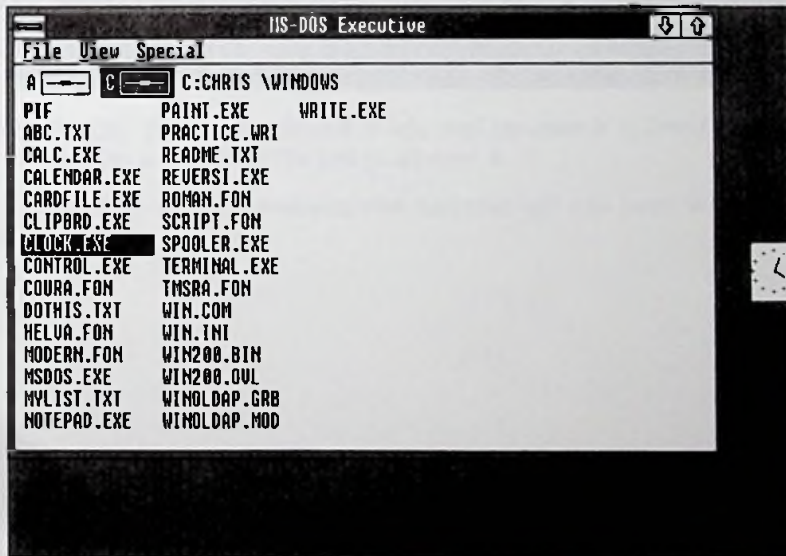 MS-DOS Executive
File View Special
A C C:CHRIS \WINDOWS
PIF PAINT.EXE WRITE.EXE
ABC.TXT PRACTICE.WRI
CALC.EXE README.TXT
CALENDAR.EXE REVERSI.EXE
CARDFILE.EXE ROMAN.FON
CLIPBRD.EXE SCRIPT.FON
CLOCK.EXE SPOOLER.EXE
CONTROL.EXE TERMINAL.EXE
COURA.FON TMSRA.FON
DOTHIS.TXT WIN.COM
HELVA.FON WIN.INI
MODERN.FON WIN200.BIN
MSDOS.EXE WIN200.OVL
MYLIST.TXT WINOLDAP.GRB
NOTEPAD.EXE WINOLDAP.MOD